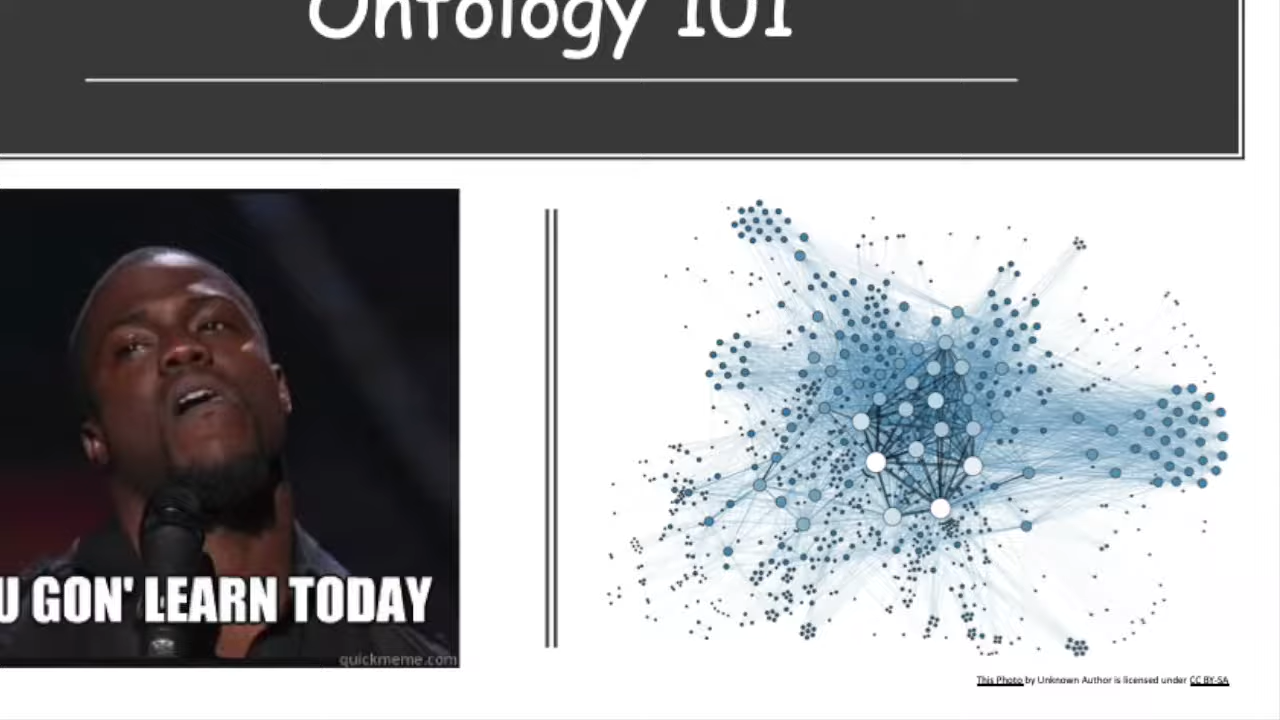 Ontology 101
U GON' LEARN TODAY
quickmeme.com
This Photo by Unknown Author is licensed under CC BY-SA